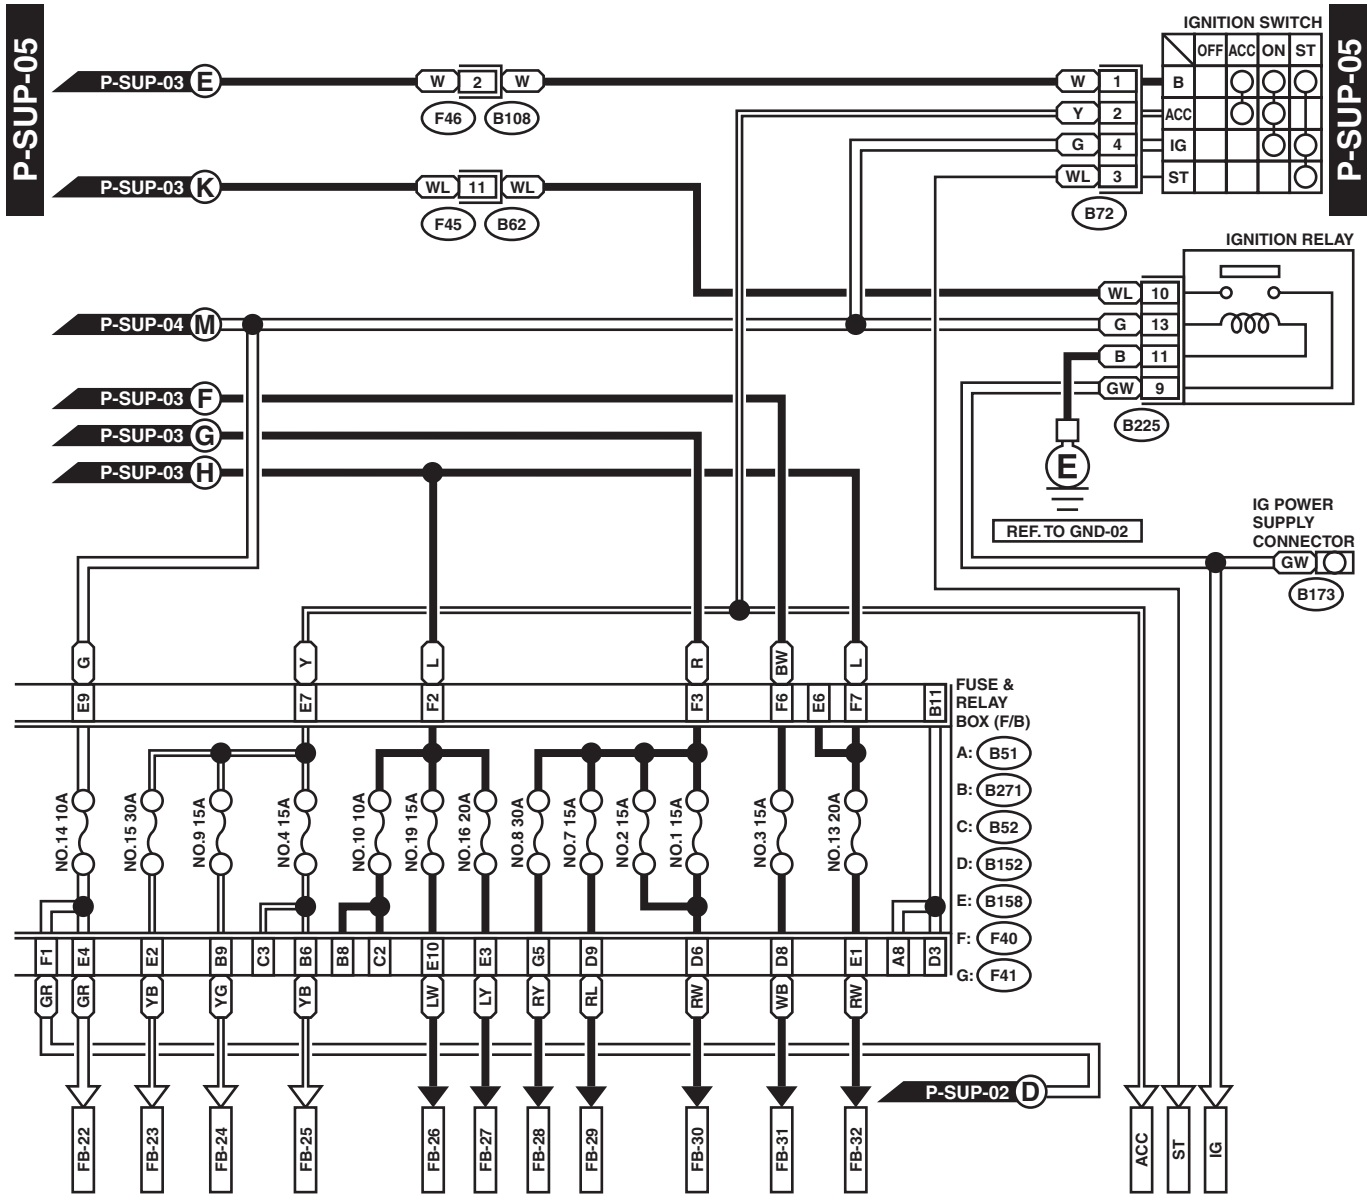 P-SUP-05
P-SUP-05
IGNITION SWITCH
OFF ACC ON ST
P-SUP-03 E W 2 W W 1 B
F46 B108
Y 2 ACC
G 4 IG
P-SUP-03 K WL 11 WL WL 3 ST
F45 B62
B72
IGNITION RELAY
WL 10
P-SUP-04 M G 13
B 11
GW 9
B225
P-SUP-03 F
P-SUP-03 G
P-SUP-03 H
E
REF. TO GND-02
IG POWER
SUPPLY
CONNECTOR
GW
B173
G Y L R BW L
E9 E7 F2 F3 F6 E6 F7 B11
FUSE &
RELAY
BOX (F/B)
A: B51
B: B271
C: B52
D: B152
E: B158
F: F40
G: F41
NO.14 10A
NO.15 30A
NO.9 15A
NO.4 15A
NO.10 10A
NO.19 15A
NO.16 20A
NO.8 30A
NO.7 15A
NO.2 15A
NO.1 15A
NO.3 15A
NO.13 20A
F1 E4 E2 B9 C3 B6 B8 C2 E10 E3 G5 D9 D6 D8 E1 A8 D3
GR GR YB YG YB LW LY RY RL RW WB RW
P-SUP-02 D
FB-22 FB-23 FB-24 FB-25 FB-26 FB-27 FB-28 FB-29 FB-30 FB-31 FB-32 ACC ST IG